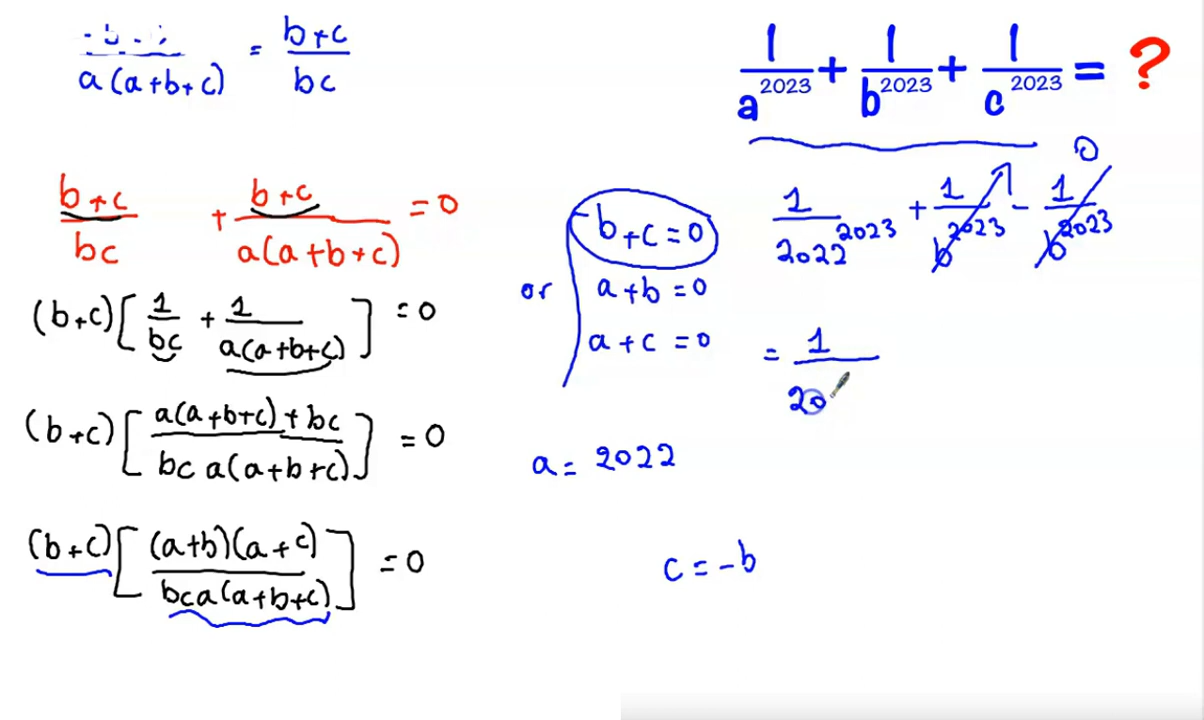 a(a+b+c) = b+c/bc
1/a^2023 + 1/b^2023 + 1/c^2023 = ?
b+c/bc + b+c/a(a+b+c) = 0
(b+c)[1/bc + 1/a(a+b+c)] = 0
(b+c)[a(a+b+c)+bc/bc a(a+b+c)] = 0
(b+c)[(a+b)(a+c)/bca(a+b+c)] = 0
b+c=0
or a+b=0
a+c=0
a=2022
c=-b
0
1/2022^2023 + 1/b^2023 - 1/b^2023
= 1/20